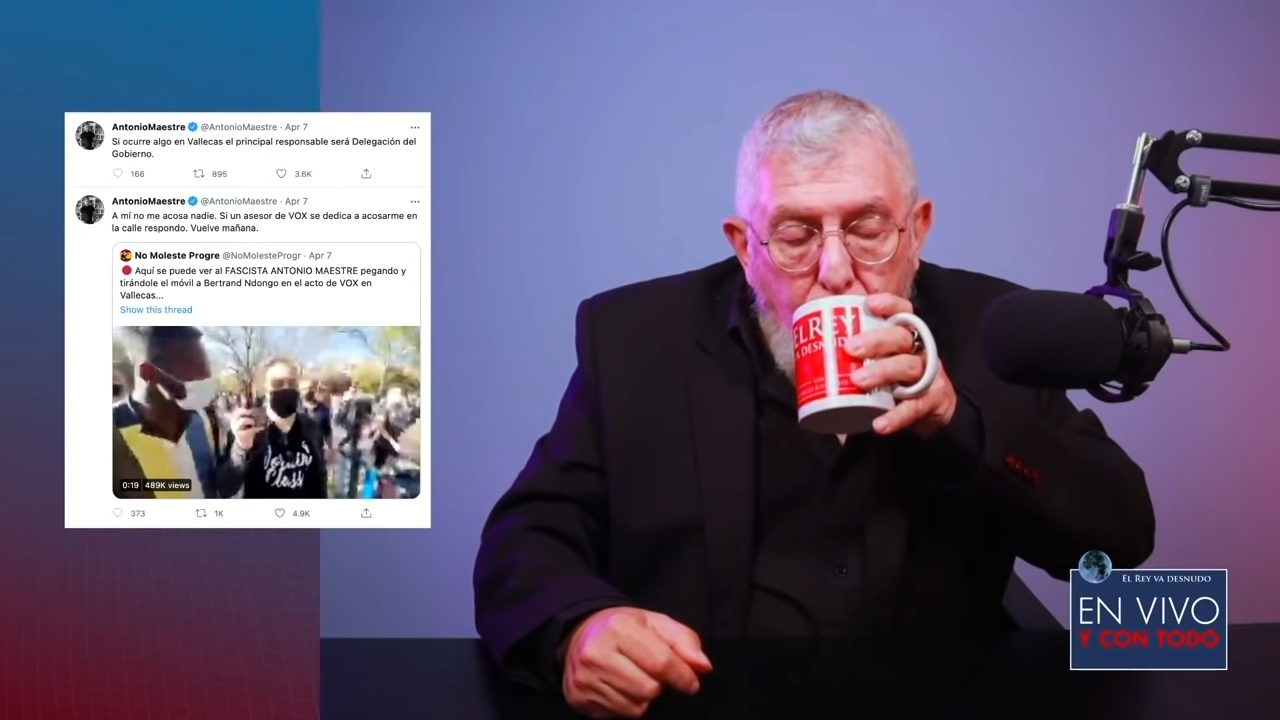 AntonioMaestre @AntonioMaestre · Apr 7
Si ocurre algo en Vallecas el principal responsable será Delegación del
Gobierno.
166 895 3.6K
AntonioMaestre @AntonioMaestre · Apr 7
A mí no me acosa nadie. Si un asesor de VOX se dedica a acosarme en
la calle respondo. Vuelve mañana.
No Moleste Progre @NoMolesteProgr · Apr 7
Aquí se puede ver al FASCISTA ANTONIO MAESTRE pegando y
tirándole el móvil a Bertrand Ndongo en el acto de VOX en
Vallecas...
Show this thread
Class
0:19 489K views
373 1K 4.9K
EL REY
VA DESNUDO
EL REY VA DESNUDO
EN VIVO
Y CON TODO